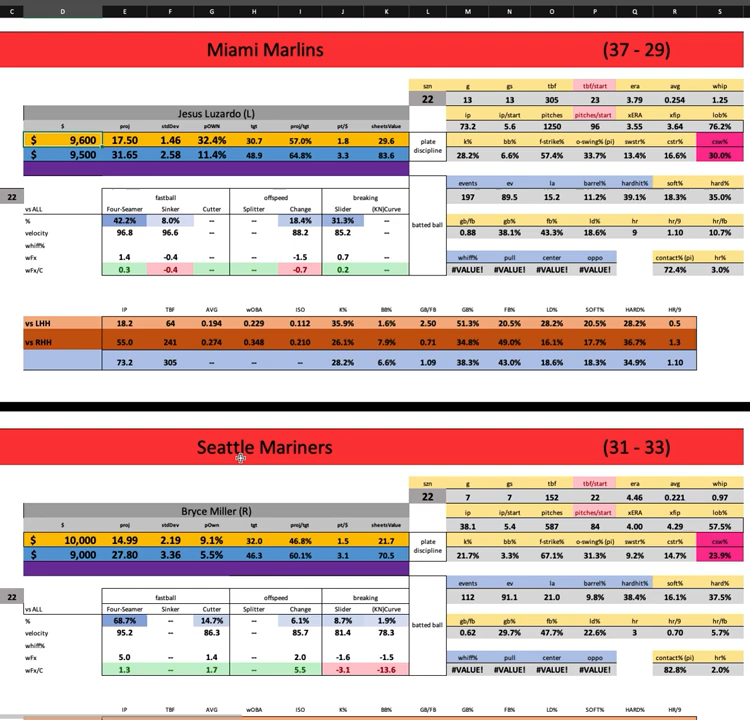 C D E F G H I J K L M N O P Q R S
Miami Marlins (37 - 29)
szn g gs tbf tbf/start era avg whip
22 13 13 305 23 3.79 0.254 1.25
Jesus Luzardo (L) ip ip/start pitches pitches/start xERA xfip lob%
$ proj stdDev pOWN tgt proj/tgt pt/$ sheetsValue 73.2 5.6 1250 96 3.55 3.64 76.2%
$ 9,600 17.50 1.46 32.4% 30.7 57.0% 1.8 29.6 plate discipline k% bb% f-strike% o-swing% (pi) swstr% cstr% csw%
$ 9,500 31.65 2.58 11.4% 48.9 64.8% 3.3 83.6 28.2% 6.6% 57.4% 33.7% 13.4% 16.6% 30.0%
events ev la barrel% hardhit% soft% hard%
22 fastball offspeed breaking 197 89.5 15.2 11.2% 39.1% 18.3% 35.0%
vs ALL Four-Seamer Sinker Cutter Splitter Change Slider (KN)Curve
% 42.2% 8.0% -- -- 18.4% 31.3% -- batted ball gb/fb gb% fb% ld% hr hr/9 hr/fb
velocity 96.8 96.6 -- -- 88.2 85.2 -- 0.88 38.1% 43.3% 18.6% 9 1.10 10.7%
whiff%
wFx 1.4 -0.4 -- -- -1.5 0.7 -- whiff% pull center oppo contact% (pi) hr%
wFx/C 0.3 -0.4 -- -- -0.7 0.2 -- #VALUE! #VALUE! #VALUE! #VALUE! 72.4% 3.0%
IP TBF AVG wOBA ISO K% BB% GB/FB GB% FB% LD% SOFT% HARD% HR/9
vs LHH 18.2 64 0.194 0.229 0.112 35.9% 1.6% 2.50 51.3% 20.5% 28.2% 20.5% 28.2% 0.5
vs RHH 55.0 241 0.274 0.348 0.210 26.1% 7.9% 0.71 34.8% 49.0% 16.1% 17.7% 36.7% 1.3
73.2 305 -- -- -- 28.2% 6.6% 1.09 38.3% 43.0% 18.6% 18.3% 34.9% 1.10
Seattle Mariners (31 - 33)
szn g gs tbf tbf/start era avg whip
22 7 7 152 22 4.46 0.221 0.97
Bryce Miller (R) ip ip/start pitches pitches/start xERA xfip lob%
$ proj stdDev pOwn tgt proj/tgt pt/$ sheetsValue 38.1 5.4 587 84 4.00 4.29 57.5%
$ 10,000 14.99 2.19 9.1% 32.0 46.8% 1.5 21.7 plate discipline k% bb% f-strike% o-swing% (pi) swstr% cstr% csw%
$ 9,000 27.80 3.36 5.5% 46.3 60.1% 3.1 70.5 21.7% 3.3% 67.1% 31.3% 9.2% 14.7% 23.9%
events ev la barrel% hardhit% soft% hard%
22 fastball offspeed breaking 112 91.1 21.0 9.8% 38.4% 16.1% 37.5%
vs ALL Four-Seamer Sinker Cutter Splitter Change Slider (KN)Curve
% 68.7% -- 14.7% -- 6.1% 8.7% 1.9% batted ball gb/fb gb% fb% ld% hr hr/9 hr/fb
velocity 95.2 -- 86.3 -- 85.7 81.4 78.3 0.62 29.7% 47.7% 22.6% 3 0.70 5.7%
whiff%
wFx 5.0 -- 1.4 -- 2.0 -1.6 -1.5 whiff% pull center oppo contact% (pi) hr%
wFx/C 1.3 -- 1.7 -- 5.5 -3.1 -13.6 #VALUE! #VALUE! #VALUE! #VALUE! 82.8% 2.0%
IP TBF AVG wOBA ISO K% BB% GB/FB GB% FB% LD% SOFT% HARD% HR/9